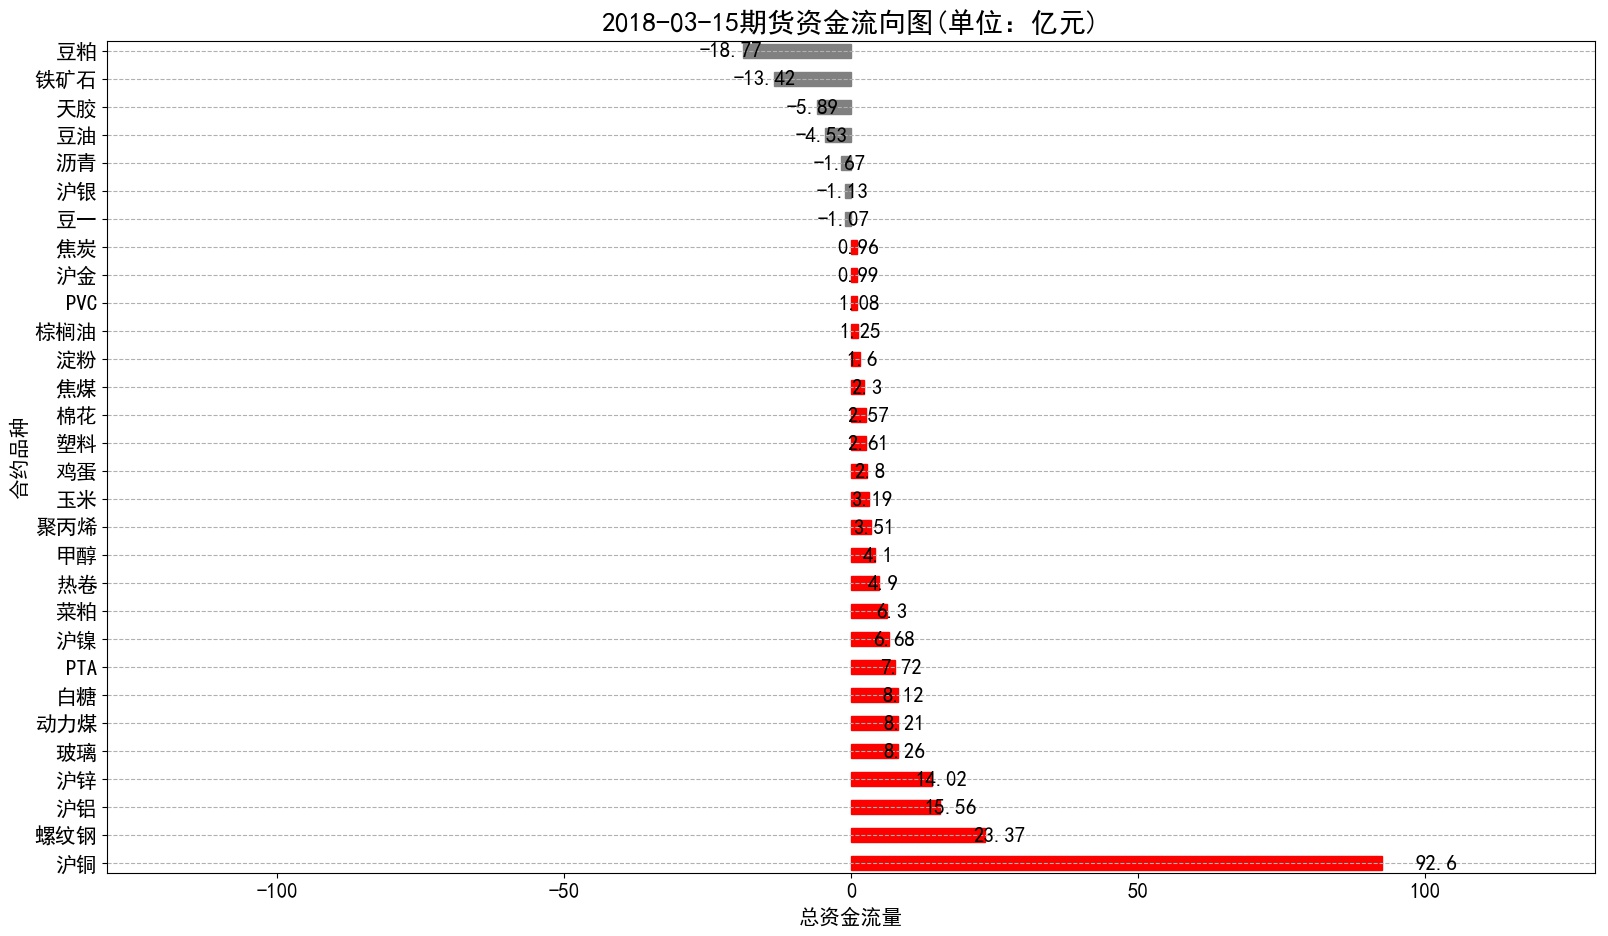 2018-03-15期货资金流向图(单位：亿元)
合约品种
豆粕 -18.77
铁矿石 -13.42
天胶 -5.89
豆油 -4.53
沥青 -1.67
沪银 -1.13
豆一 -1.07
焦炭 0.96
沪金 0.99
PVC 1.08
棕榈油 1.25
淀粉 1.6
焦煤 2.3
棉花 2.57
塑料 2.61
鸡蛋 2.8
玉米 3.19
聚丙烯 3.51
甲醇 4.1
热卷 4.9
菜粕 6.3
沪镍 6.68
PTA 7.72
白糖 8.12
动力煤 8.21
玻璃 8.26
沪锌 14.02
沪铝 15.56
螺纹钢 23.37
沪铜 92.6
-100 -50 0 50 100
总资金流量